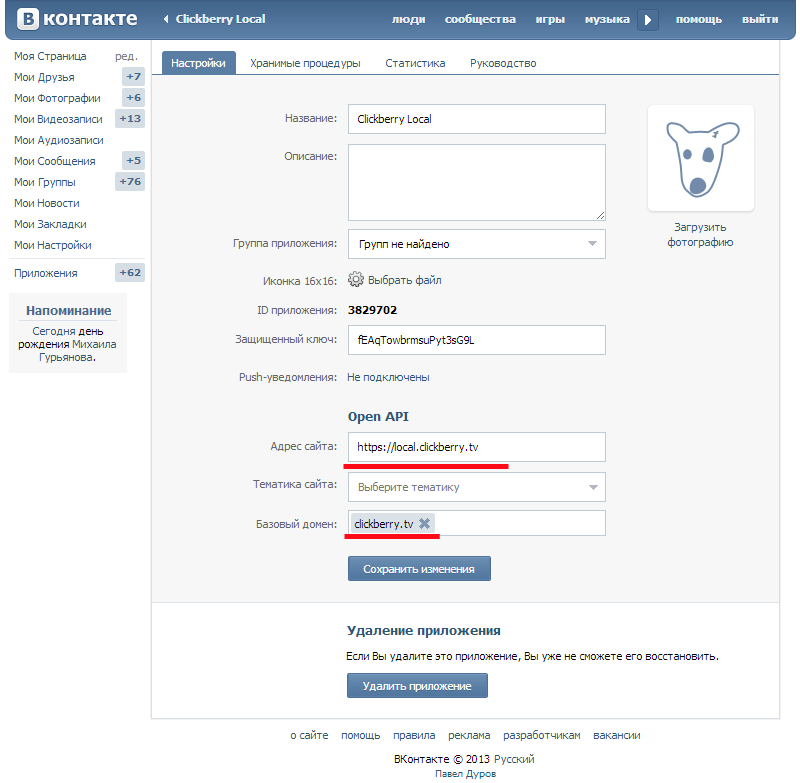 В контакте
Clickberry Local
люди сообщества игры музыка помощь выйти
Моя Страница ред.
Мои Друзья +7
Мои Фотографии +6
Мои Видеозаписи +13
Мои Аудиозаписи
Мои Сообщения +5
Мои Группы +76
Мои Новости
Мои Закладки
Мои Настройки
Приложения +62
Напоминание
Сегодня день
рождения Михаила
Гурьянова.
Настройки Хранимые процедуры Статистика Руководство
Название: Clickberry Local
Описание:
Загрузить
фотографию
Группа приложения: Групп не найдено
Иконка 16x16: Выбрать файл
ID приложения: 3829702
Защищенный ключ: fEAqTowbrmsuPyt3sG9L
Push-уведомления: Не подключены
Open API
Адрес сайта: https://local.clickberry.tv
Тематика сайта: Выберите тематику
Базовый домен: clickberry.tv
Сохранить изменения
Удаление приложения
Если Вы удалите это приложение, Вы уже не сможете его восстановить.
Удалить приложение
о сайте помощь правила реклама разработчикам вакансии
ВКонтакте © 2013 Русский
Павел Дуров